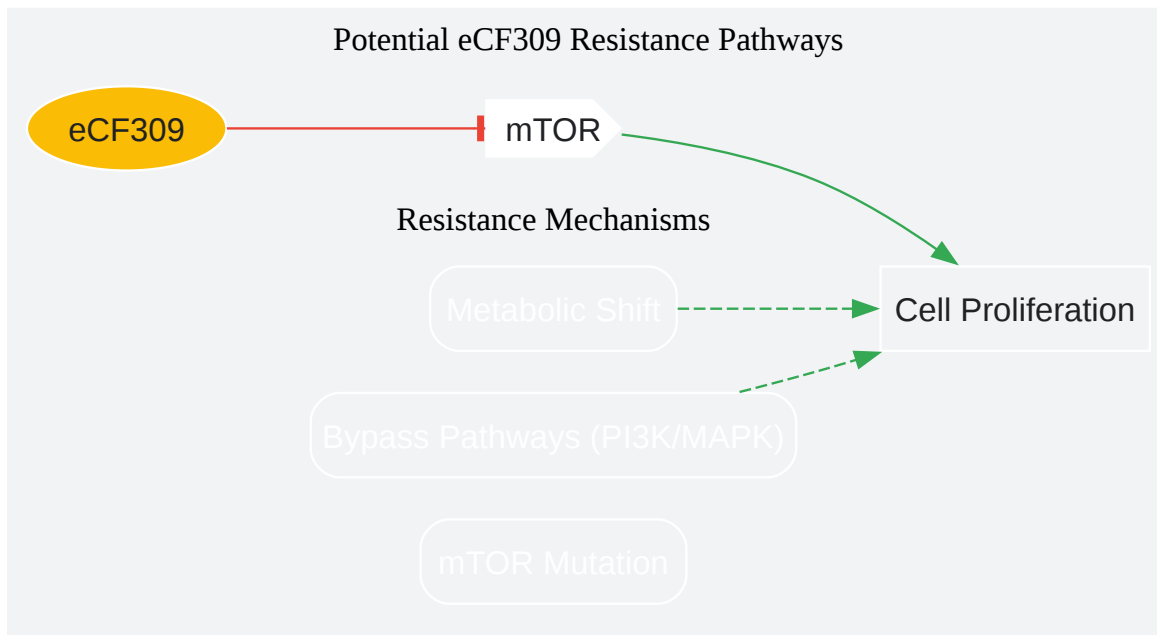 Potential eCF309 Resistance Pathways
eCF309
mTOR
Resistance Mechanisms
Metabolic Shift
Cell Proliferation
Bypass Pathways (PI3K/MAPK)
mTOR Mutation